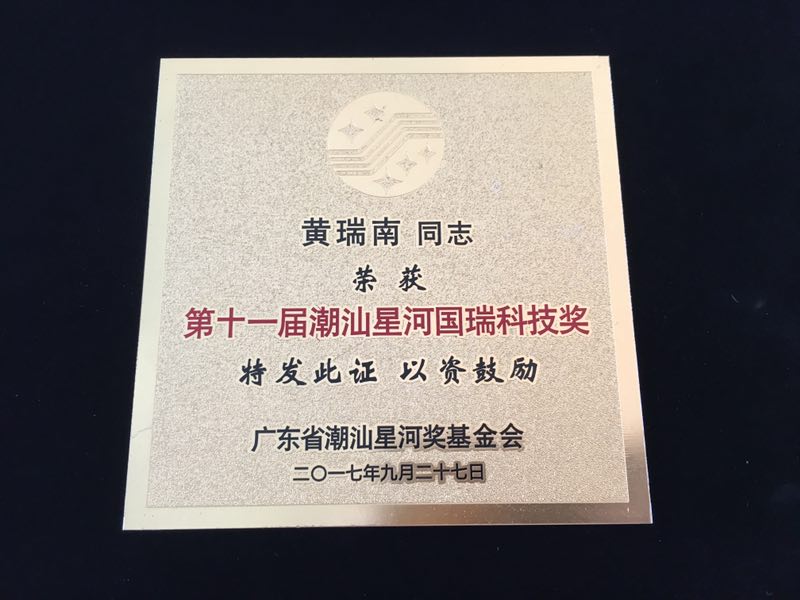 黄瑞南 同志
荣获
第十一届潮汕星河国瑞科技奖
特发此证 以资鼓励
广东省潮汕星河奖基金会
二〇一七年九月二十七日